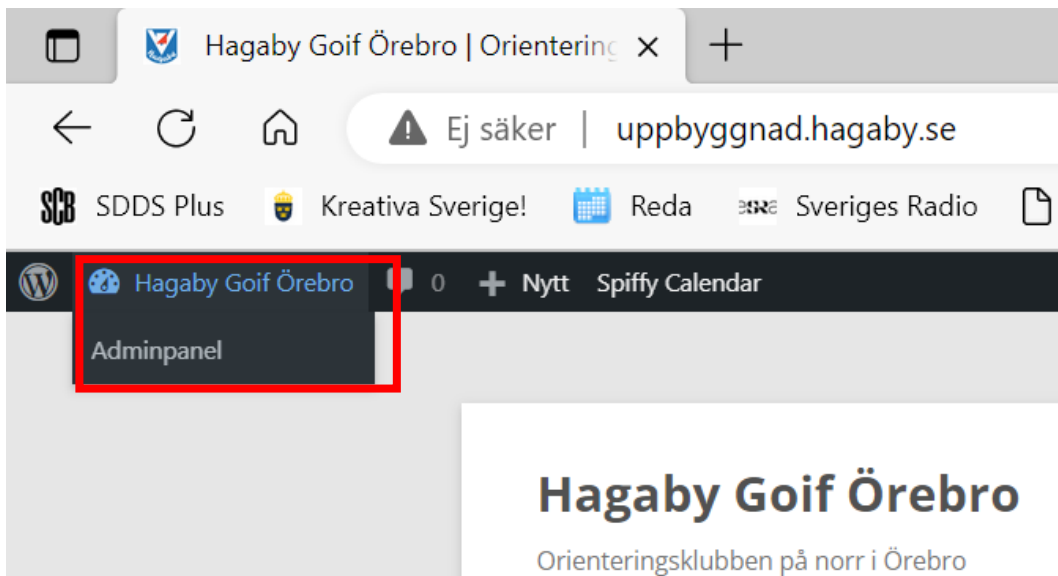 Hagaby Goif Örebro | Orientering
Ej säker | uppbyggnad.hagaby.se
SCB SDDS Plus Kreativa Sverige! Reda Sveriges Radio
Hagaby Goif Örebro 0 Nytt Spiffy Calendar
Adminpanel
Hagaby Goif Örebro
Orienteringsklubben på norr i Örebro